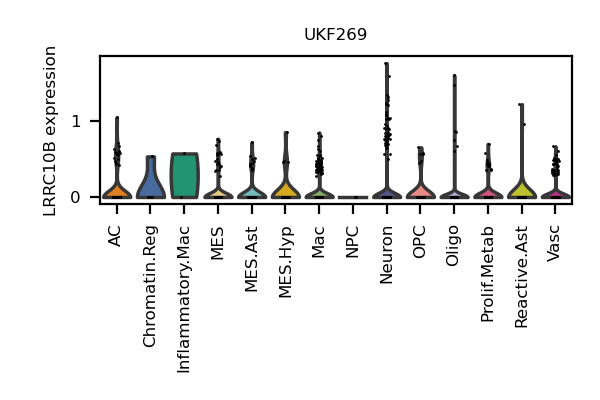 UKF269
LRRC10B expression
1
0
AC
Chromatin.Reg
Inflammatory.Mac
MES
MES.Ast
MES.Hyp
Mac
NPC
Neuron
OPC
Oligo
Prolif.Metab
Reactive.Ast
Vasc